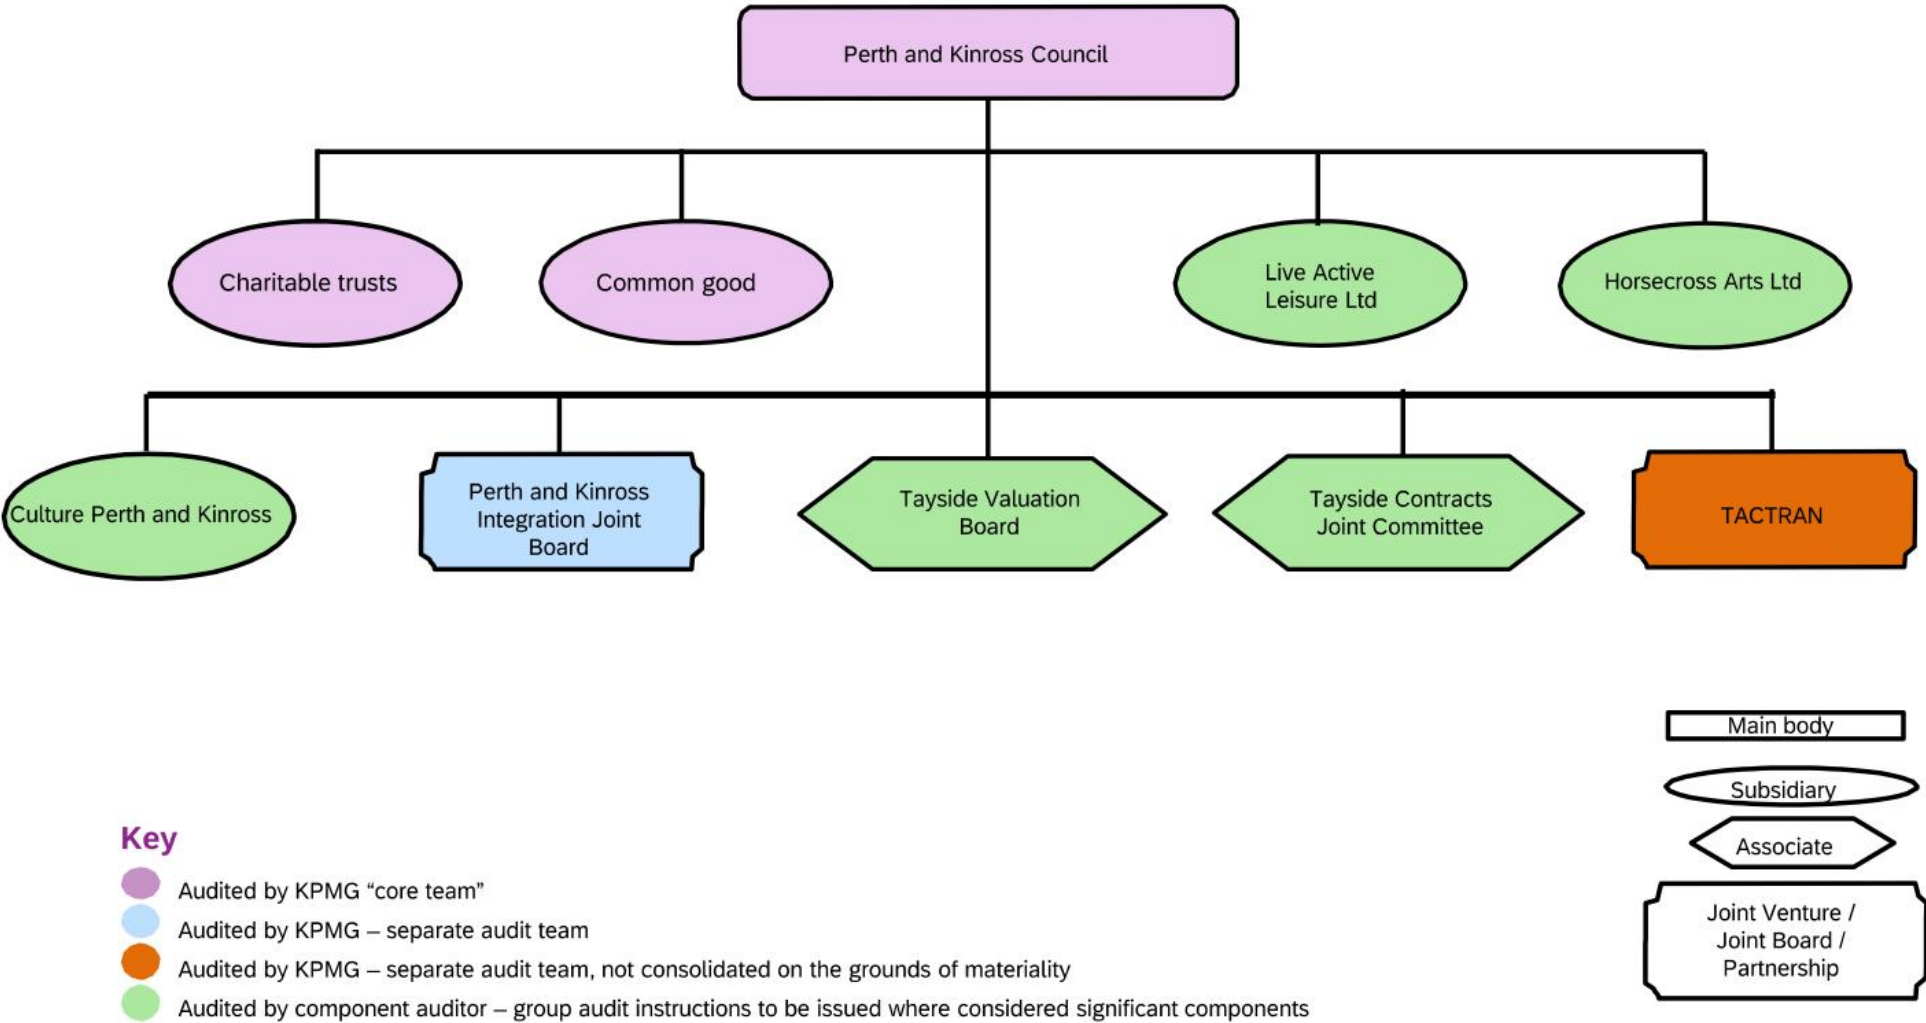 Perth and Kinross Council
Charitable trusts
Common good
Live Active
Leisure Ltd
Horsecross Arts Ltd
Culture Perth and Kinross
Perth and Kinross
Integration Joint
Board
Tayside Valuation
Board
Tayside Contracts
Joint Committee
TACTRAN
Main body
Subsidiary
Associate
Joint Venture /
Joint Board /
Partnership
Key
Audited by KPMG “core team”
Audited by KPMG – separate audit team
Audited by KPMG – separate audit team, not consolidated on the grounds of materiality
Audited by component auditor – group audit instructions to be issued where considered significant components